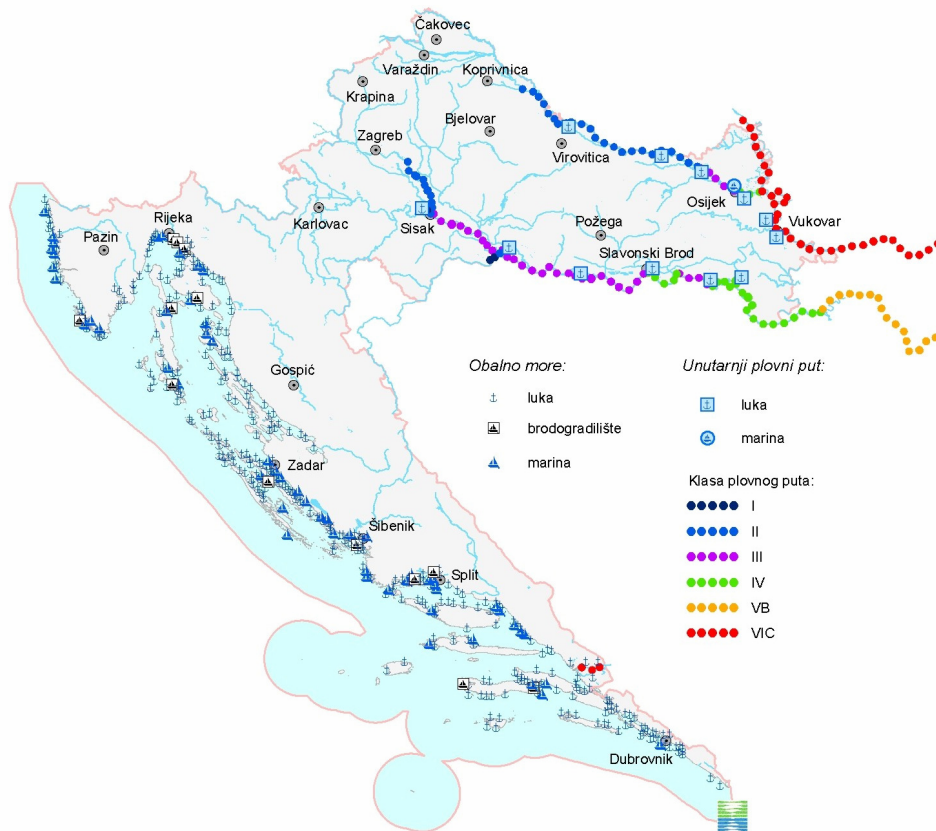 Čakovec
Varaždin
Koprivnica
Krapina
Bjelovar
Zagreb
Virovitica
Osijek
Karlovac
Sisak
Rijeka
Pazin
Požega
Vukovar
Slavonski Brod
Gospić
Zadar
Šibenik
Split
Dubrovnik
Obalno more:
luka
brodogradilište
marina
Unutarnji plovni put:
luka
marina
Klasa plovnog puta:
I
II
III
IV
VB
VIC